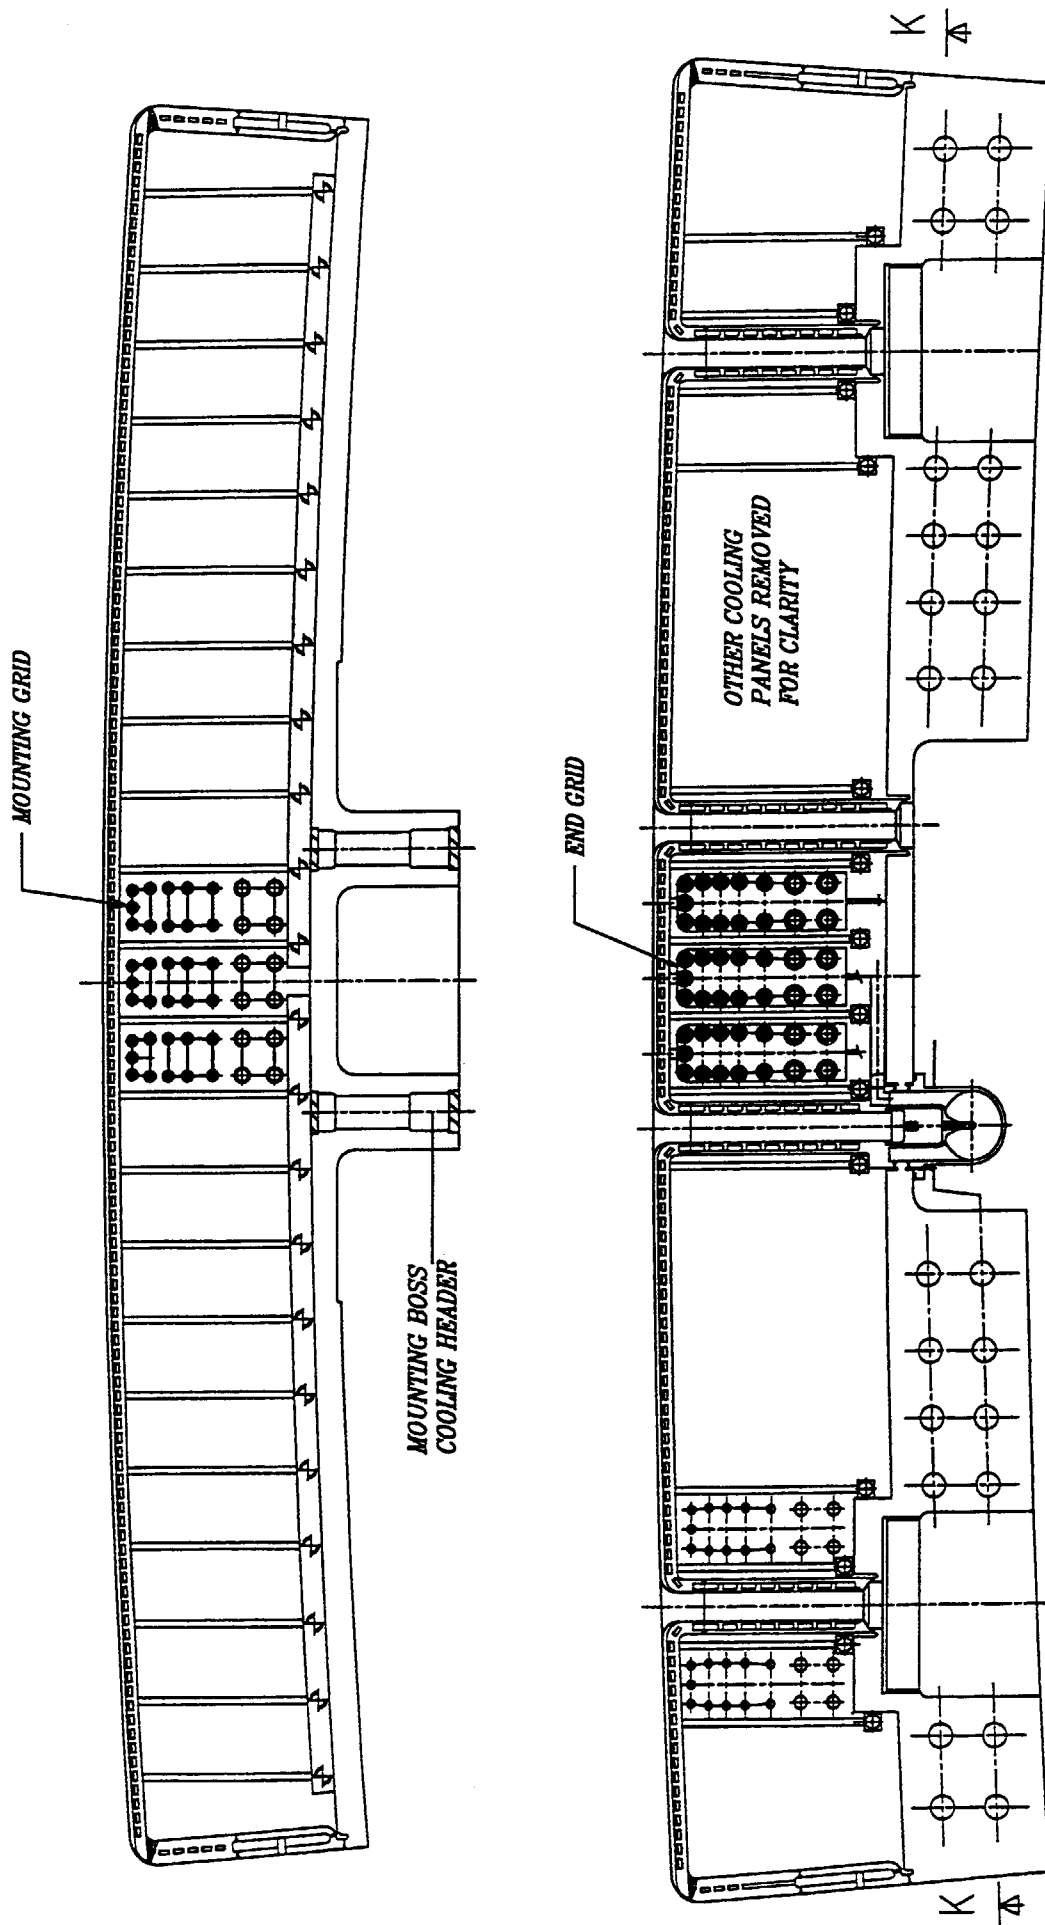 MOUNTING GRID
MOUNTING BOSS
COOLING HEADER
K
END GRID
OTHER COOLING
PANELS REMOVED
FOR CLARITY
K